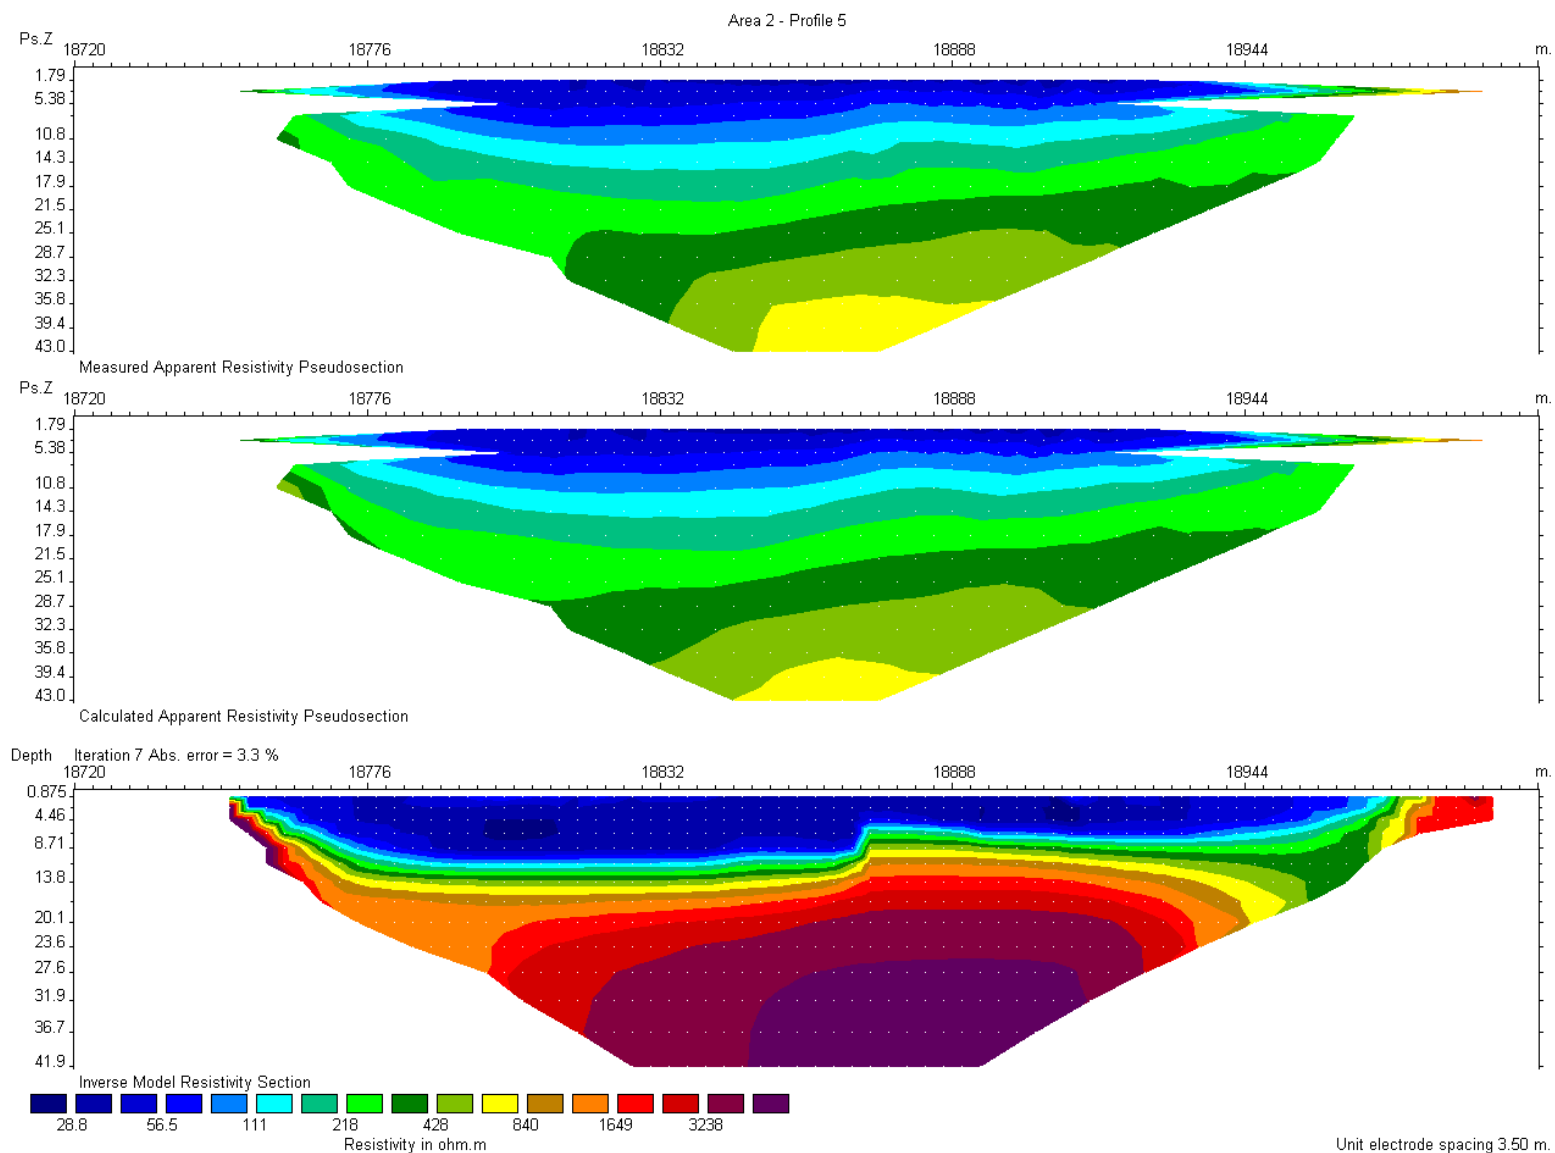 Area 2 - Profile 5
Ps.Z
18720 18776 18832 18888 18944 m.
1.79
5.38
10.8
14.3
17.9
21.5
25.1
28.7
32.3
35.8
39.4
43.0
Measured Apparent Resistivity Pseudosection
Ps.Z
18720 18776 18832 18888 18944 m.
1.79
5.38
10.8
14.3
17.9
21.5
25.1
28.7
32.3
35.8
39.4
43.0
Calculated Apparent Resistivity Pseudosection
Depth Iteration 7 Abs. error = 3.3 %
18720 18776 18832 18888 18944 m.
0.875
4.46
8.71
13.8
20.1
23.6
27.6
31.9
36.7
41.9
Inverse Model Resistivity Section
28.8 56.5 111 218 428 840 1649 3238
Resistivity in ohm.m
Unit electrode spacing 3.50 m.